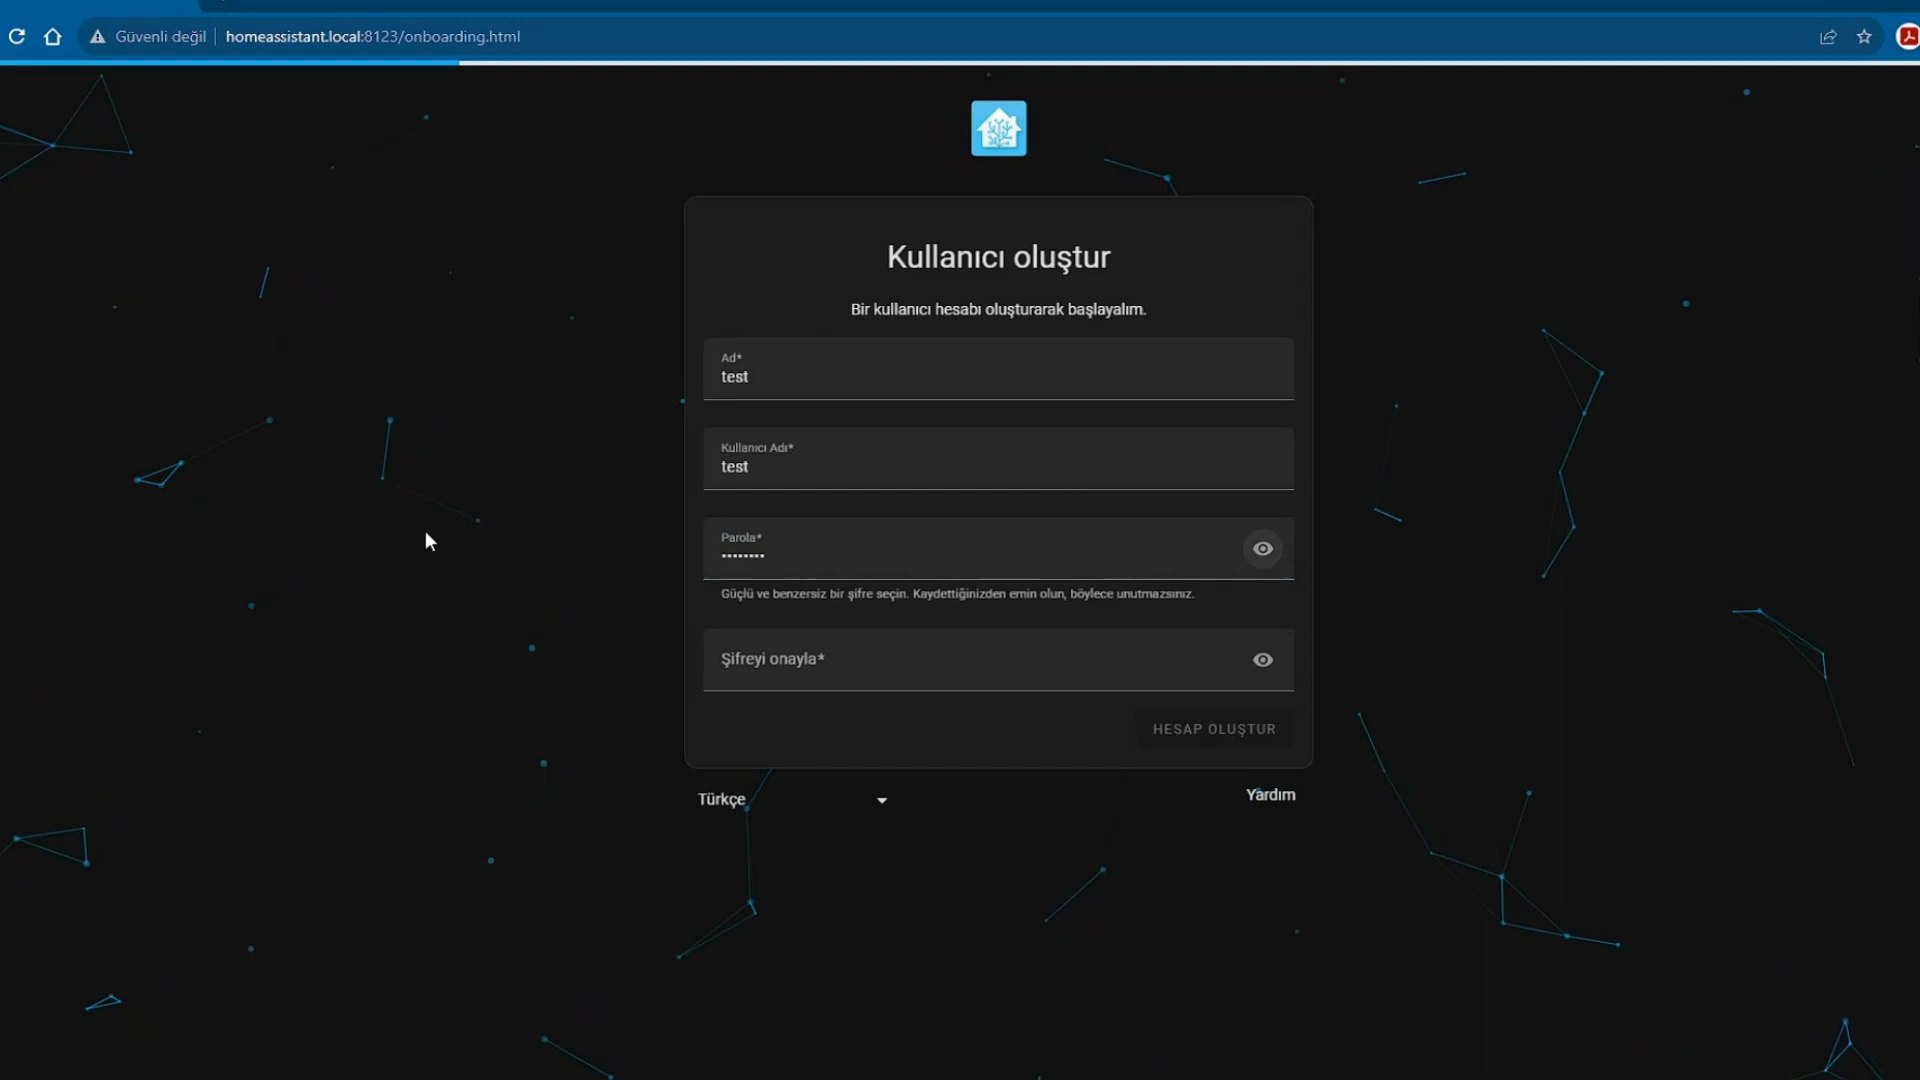 Güvenli değil homeassistant.local:8123/onboarding.html
Kullanıcı oluştur
Bir kullanıcı hesabı oluşturarak başlayalım.
Ad*
test
Kullanıcı Adı*
test
Parola*
••••••••
Güçlü ve benzersiz bir şifre seçin. Kaydettiğinizden emin olun, böylece unutmazsınız.
Şifreyi onayla*
HESAP OLUŞTUR
Türkçe
Yardım